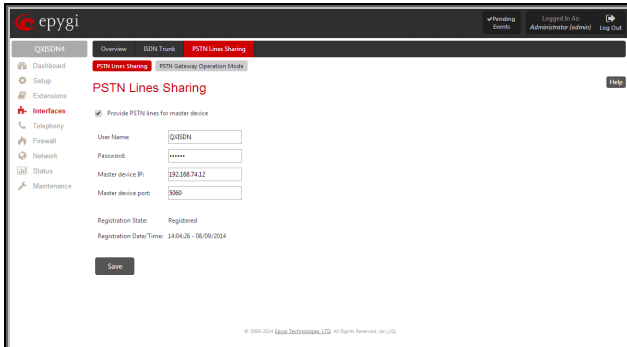 epygi
✔Pending Events
Logged In As:
Administrator (admin)
Log Out
QXISDN4
Overview
ISDN Trunk
PSTN Lines Sharing
Dashboard
Setup
Extensions
Interfaces
Telephony
Firewall
Network
Status
Maintenance
PSTN Lines Sharing
PSTN Gateway Operation Mode
Help
PSTN Lines Sharing
Provide PSTN lines for master device
User Name: QXISDN
Password: ••••••
Master device IP: 192.168.74.12
Master device port: 5060
Registration State: Registered
Registration Date/Time: 14:04:26 - 08/09/2014
Save
© 2000-2014 Epygi Technologies, LTD. All Rights Reserved. (en_US)